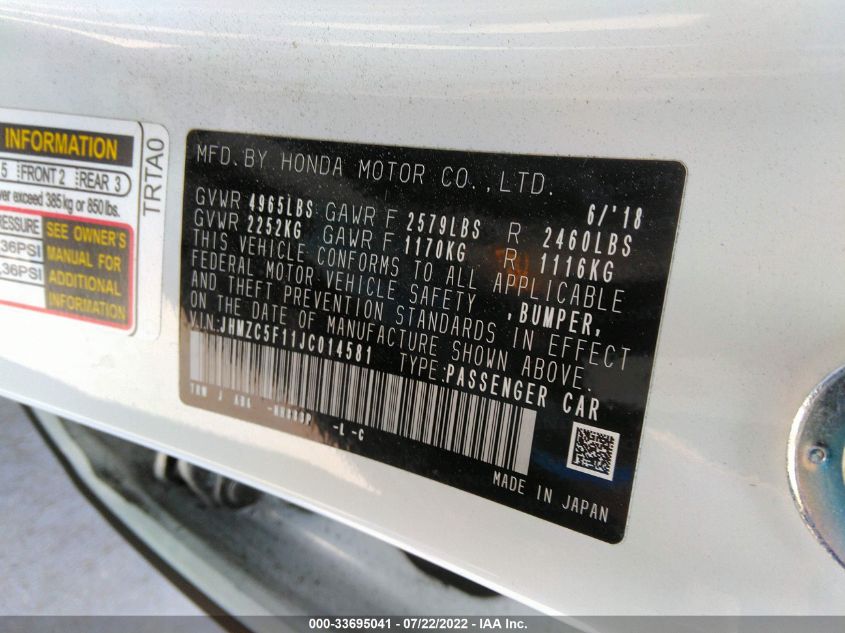 INFORMATION
5 FRONT 2 REAR 3
ver exceed 385 kg or 850 lbs.
RESSURE
36PSI
,36PSI
SEE OWNER'S
MANUAL FOR
ADDITIONAL
INFORMATION
TRTA0
MFD. BY HONDA MOTOR CO., LTD.
6/'18
GVWR 4965LBS GAWR F 2579LBS R 2460LBS
GVWR 2252KG GAWR F 1170KG R 1116KG
THIS VEHICLE CONFORMS TO ALL APPLICABLE
FEDERAL MOTOR VEHICLE SAFETY ,BUMPER,
AND THEFT PREVENTION STANDARDS IN EFFECT
ON THE DATE OF MANUFACTURE SHOWN ABOVE.
VIN:JHMZC5F11JC014581 TYPE:PASSENGER CAR
TRW J A0A -L -C
MADE IN JAPAN
000-33695041 - 07/22/2022 - IAA Inc.